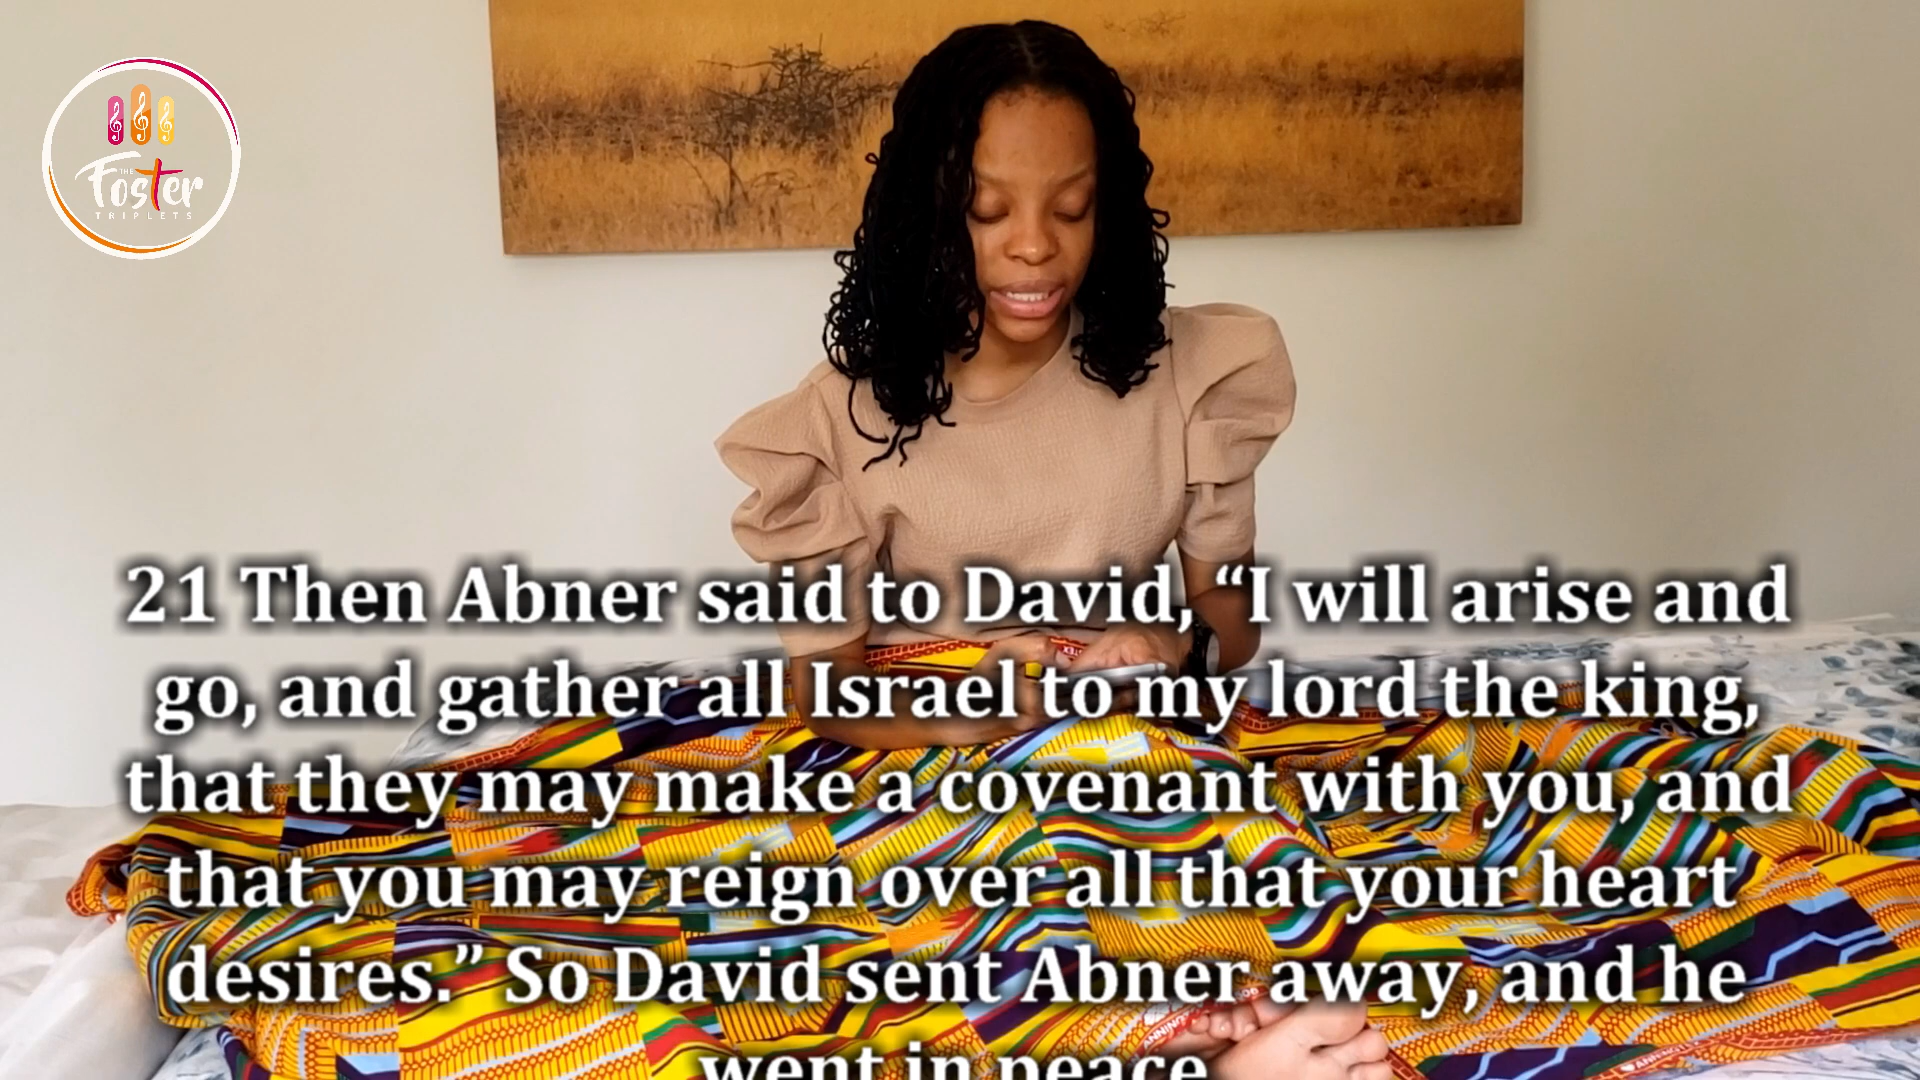 THE
Foster
TRIPLETS
21 Then Abner said to David, “I will arise and
go, and gather all Israel to my lord the king,
that they may make a covenant with you, and
that you may reign over all that your heart
desires.” So David sent Abner away, and he
went in peace